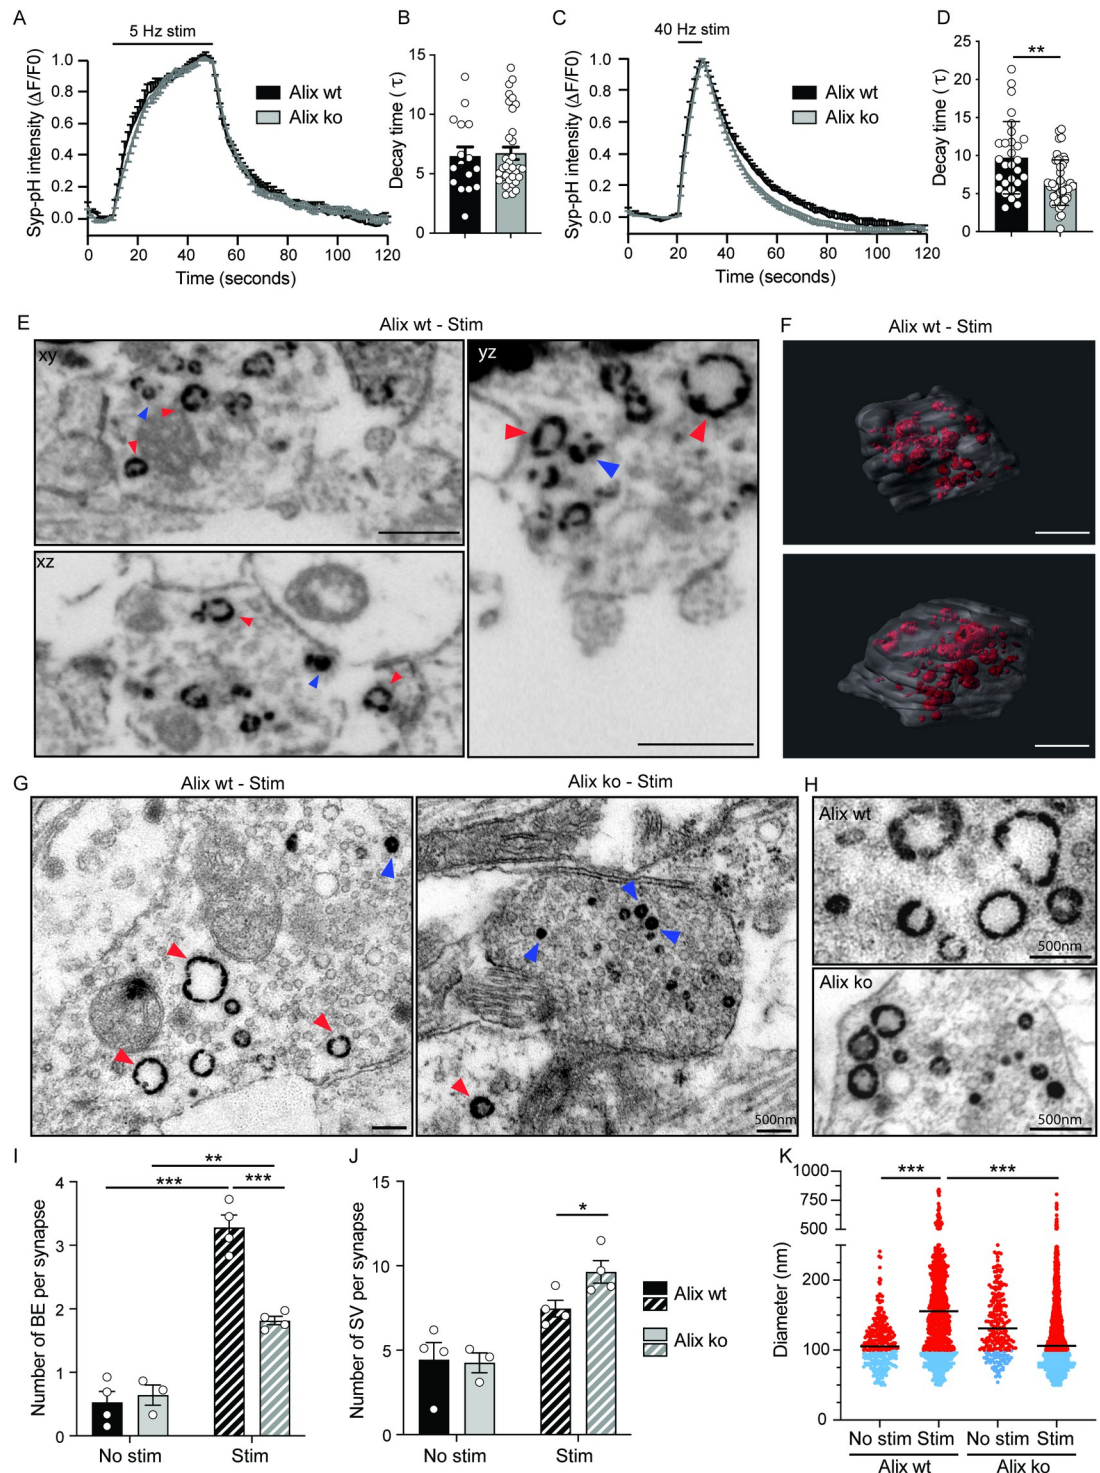 A
5 Hz stim
Syp-pH intensity (ΔF/F0)
1.0
0.8
0.6
0.4
0.2
0.0
Alix wt
Alix ko
0 20 40 60 80 100 120
Time (seconds)
B
Decay time ( τ)
15
10
5
0
C
40 Hz stim
Syp-pH intensity (ΔF/F0)
1.0
0.8
0.6
0.4
0.2
0.0
Alix wt
Alix ko
0 20 40 60 80 100 120
Time (seconds)
D
Decay time ( τ)
25
20
15
10
5
0
**
E
Alix wt - Stim
xy
yz
xz
F
Alix wt - Stim
G
Alix wt - Stim
Alix ko - Stim
500nm
H
Alix wt
500nm
Alix ko
500nm
I
Number of BE per synapse
4
3
2
1
0
**
***
***
No stim Stim
J
Number of SV per synapse
15
10
5
0
*
No stim Stim
Alix wt
Alix ko
K
Diameter (nm)
1000
750
500
200
100
0
***
***
No stim Stim No stim Stim
Alix wt Alix ko